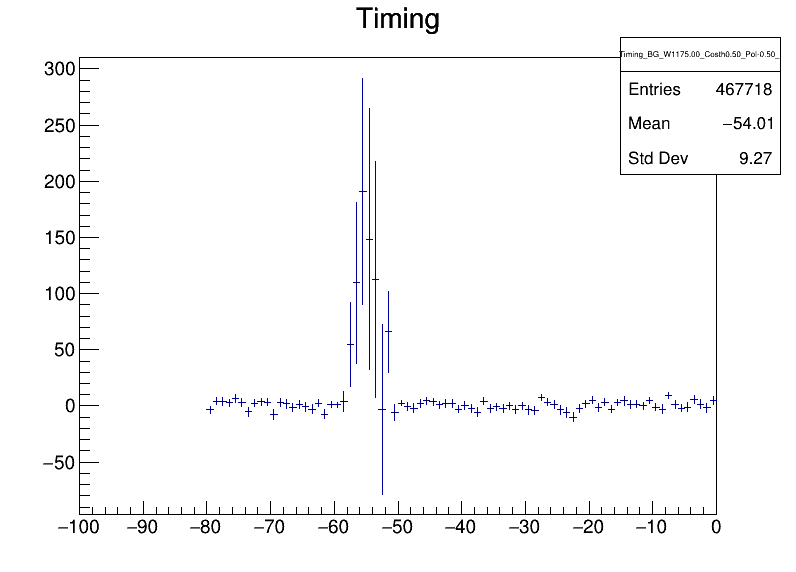 Timing
Timing_BG_W1175.00_Costh0.50_Pol-0.50_
Entries 467718
Mean −54.01
Std Dev 9.27
300
250
200
150
100
50
0
−50
−100 −90 −80 −70 −60 −50 −40 −30 −20 −10 0